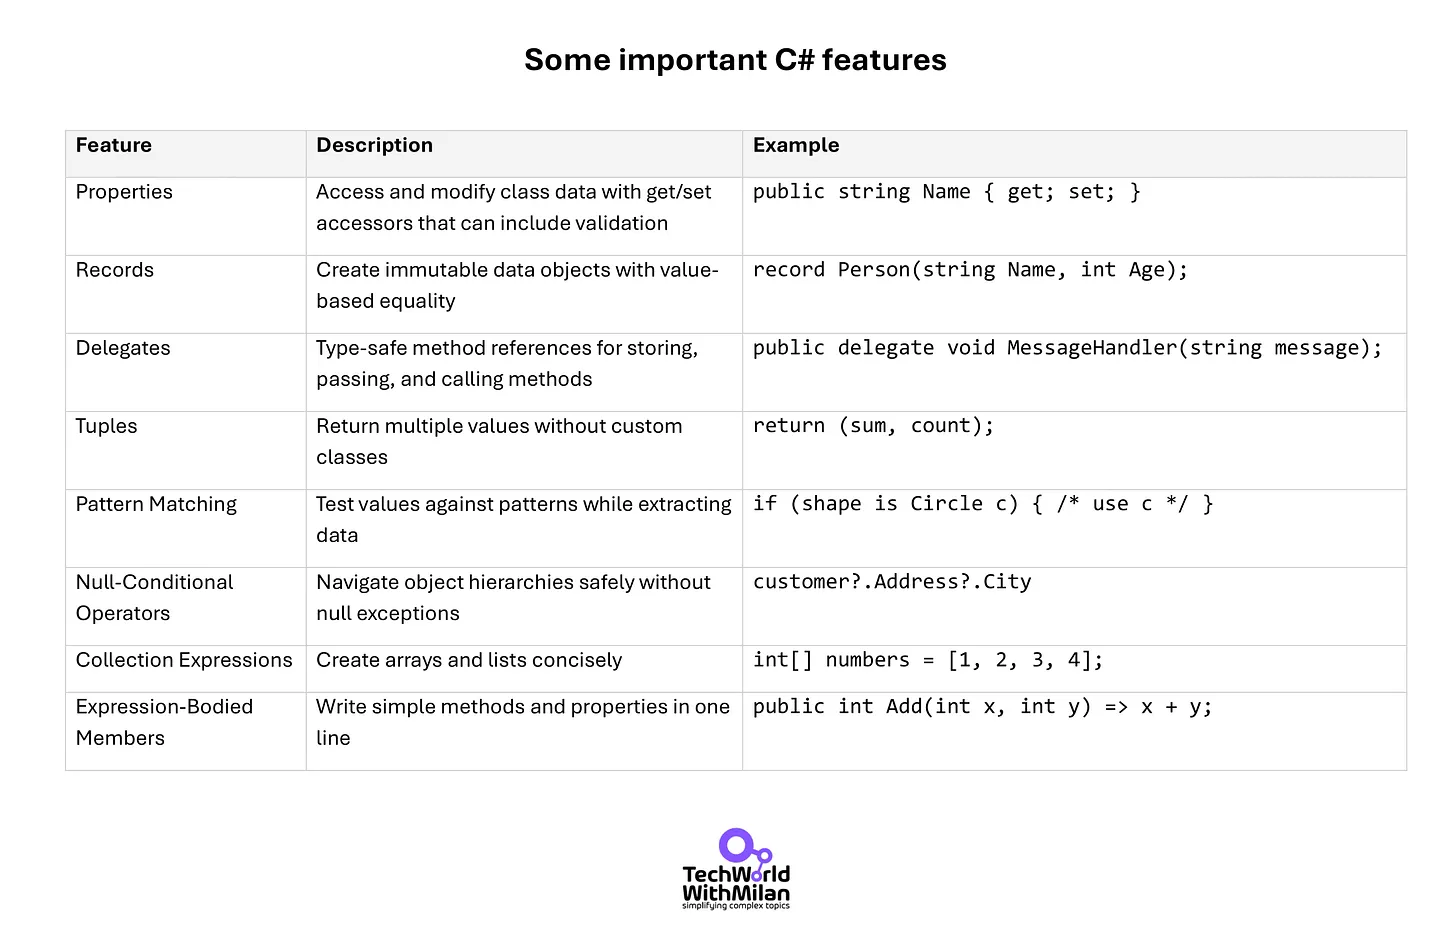 Some important C# features
Feature Description Example
Properties Access and modify class data with get/set public string Name { get; set; }
accessors that can include validation
Records Create immutable data objects with value- record Person(string Name, int Age);
based equality
Delegates Type-safe method references for storing, public delegate void MessageHandler(string message);
passing, and calling methods
Tuples Return multiple values without custom return (sum, count);
classes
Pattern Matching Test values against patterns while extracting if (shape is Circle c) { /* use c */ }
data
Null-Conditional Navigate object hierarchies safely without customer?.Address?.City
Operators null exceptions
Collection Expressions Create arrays and lists concisely int[] numbers = [1, 2, 3, 4];
Expression-Bodied Write simple methods and properties in one public int Add(int x, int y) => x + y;
Members line
TechWorld
WithMilan
simplifying complex topics